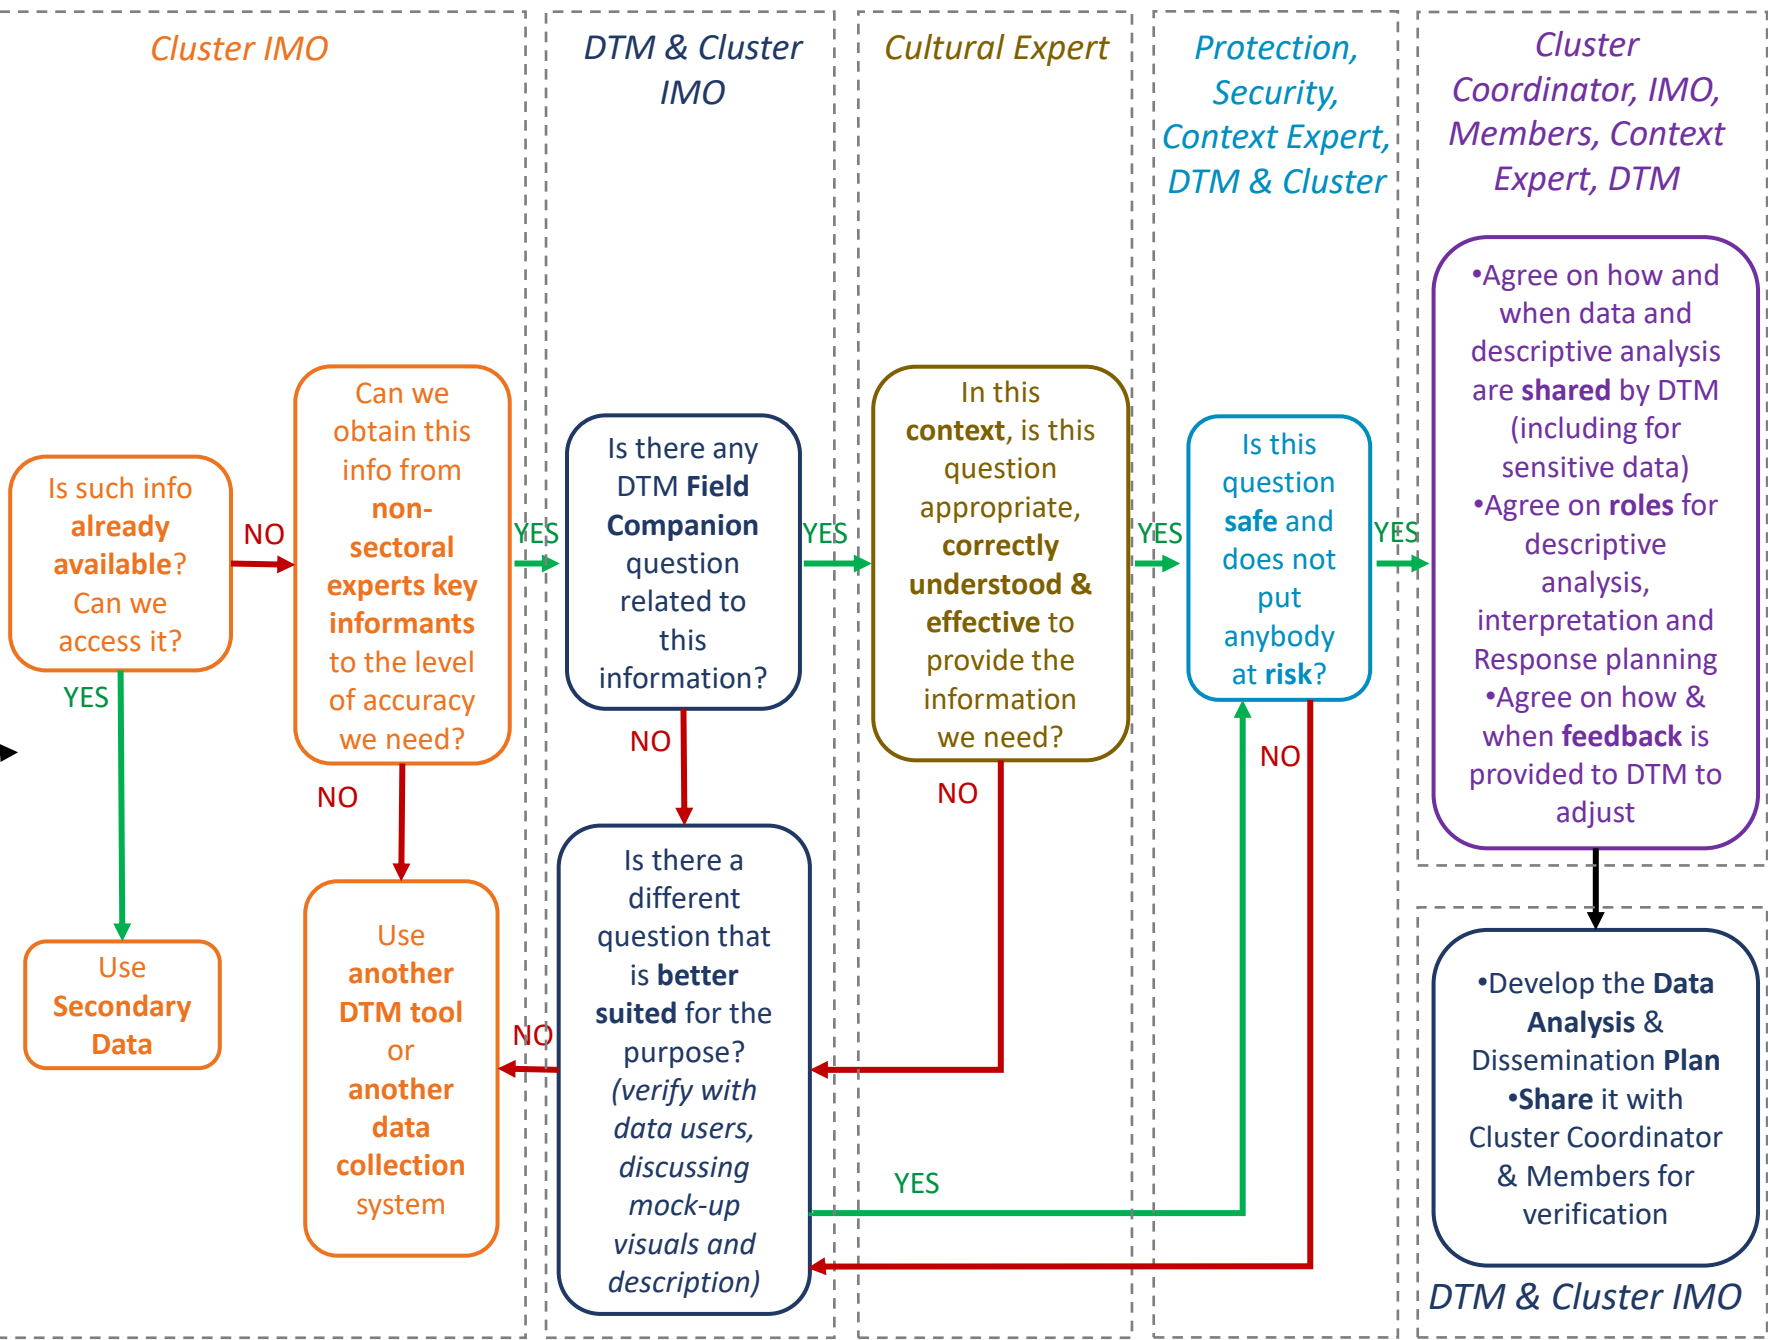 Cluster IMO
Is such info
already
available?
Can we
access it?
YES
NO
Use
Secondary
Data
Can we
obtain this
info from
non-
sectoral
experts key
informants
to the level
of accuracy
we need?
NO
YES
Use
another
DTM tool
or
another
data
collection
system
DTM & Cluster
IMO
Is there any
DTM Field
Companion
question
related to
this
information?
NO
YES
Is there a
different
question that
is better
suited for the
purpose?
(verify with
data users,
discussing
mock-up
visuals and
description)
NO
YES
Cultural Expert
In this
context, is this
question
appropriate,
correctly
understood &
effective to
provide the
information
we need?
NO
YES
Protection,
Security,
Context Expert,
DTM & Cluster
Is this
question
safe and
does not
put
anybody
at risk?
NO
YES
Cluster
Coordinator, IMO,
Members, Context
Expert, DTM
•Agree on how and
when data and
descriptive analysis
are shared by DTM
(including for
sensitive data)
•Agree on roles for
descriptive
analysis,
interpretation and
Response planning
•Agree on how &
when feedback is
provided to DTM to
adjust
•Develop the Data
Analysis &
Dissemination Plan
•Share it with
Cluster Coordinator
& Members for
verification
DTM & Cluster IMO